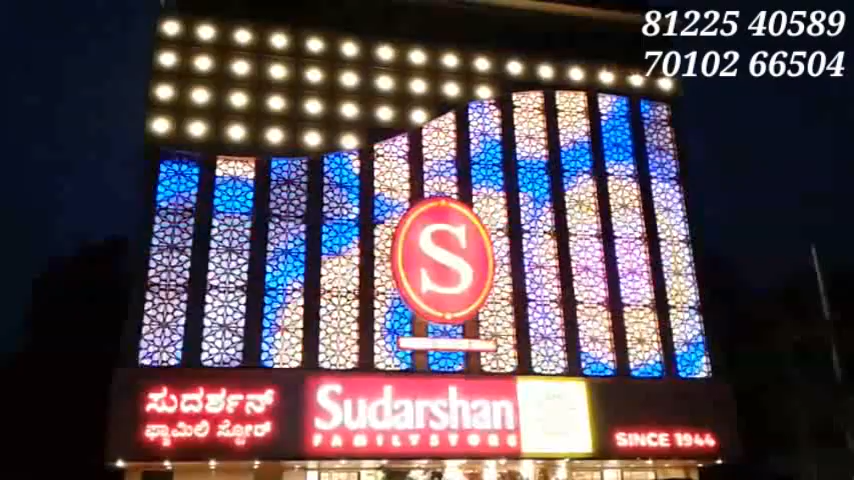 81225 40589
70102 66504
S
ಸುದರ್ಶನ್
ಫ್ಯಾಮಿಲಿ ಸ್ಟೋರ್
Sudarshan
FAMILY STORE
SINCE 1944